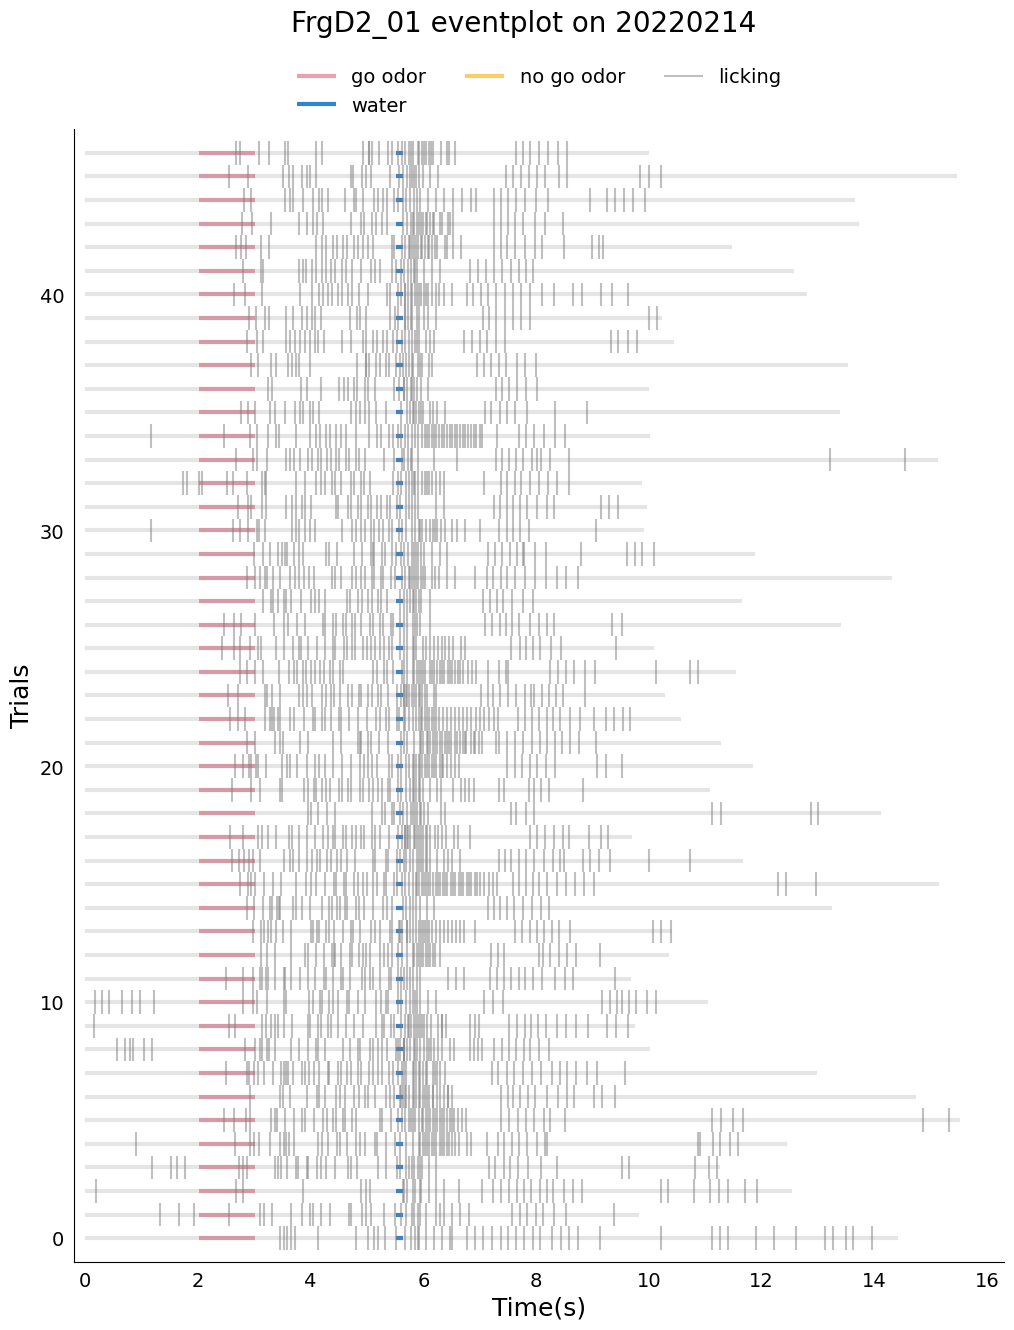 FrgD2_01 eventplot on 20220214
go odor
no go odor
licking
water
Trials
40
30
20
10
0
0 2 4 6 8 10 12 14 16
Time(s)